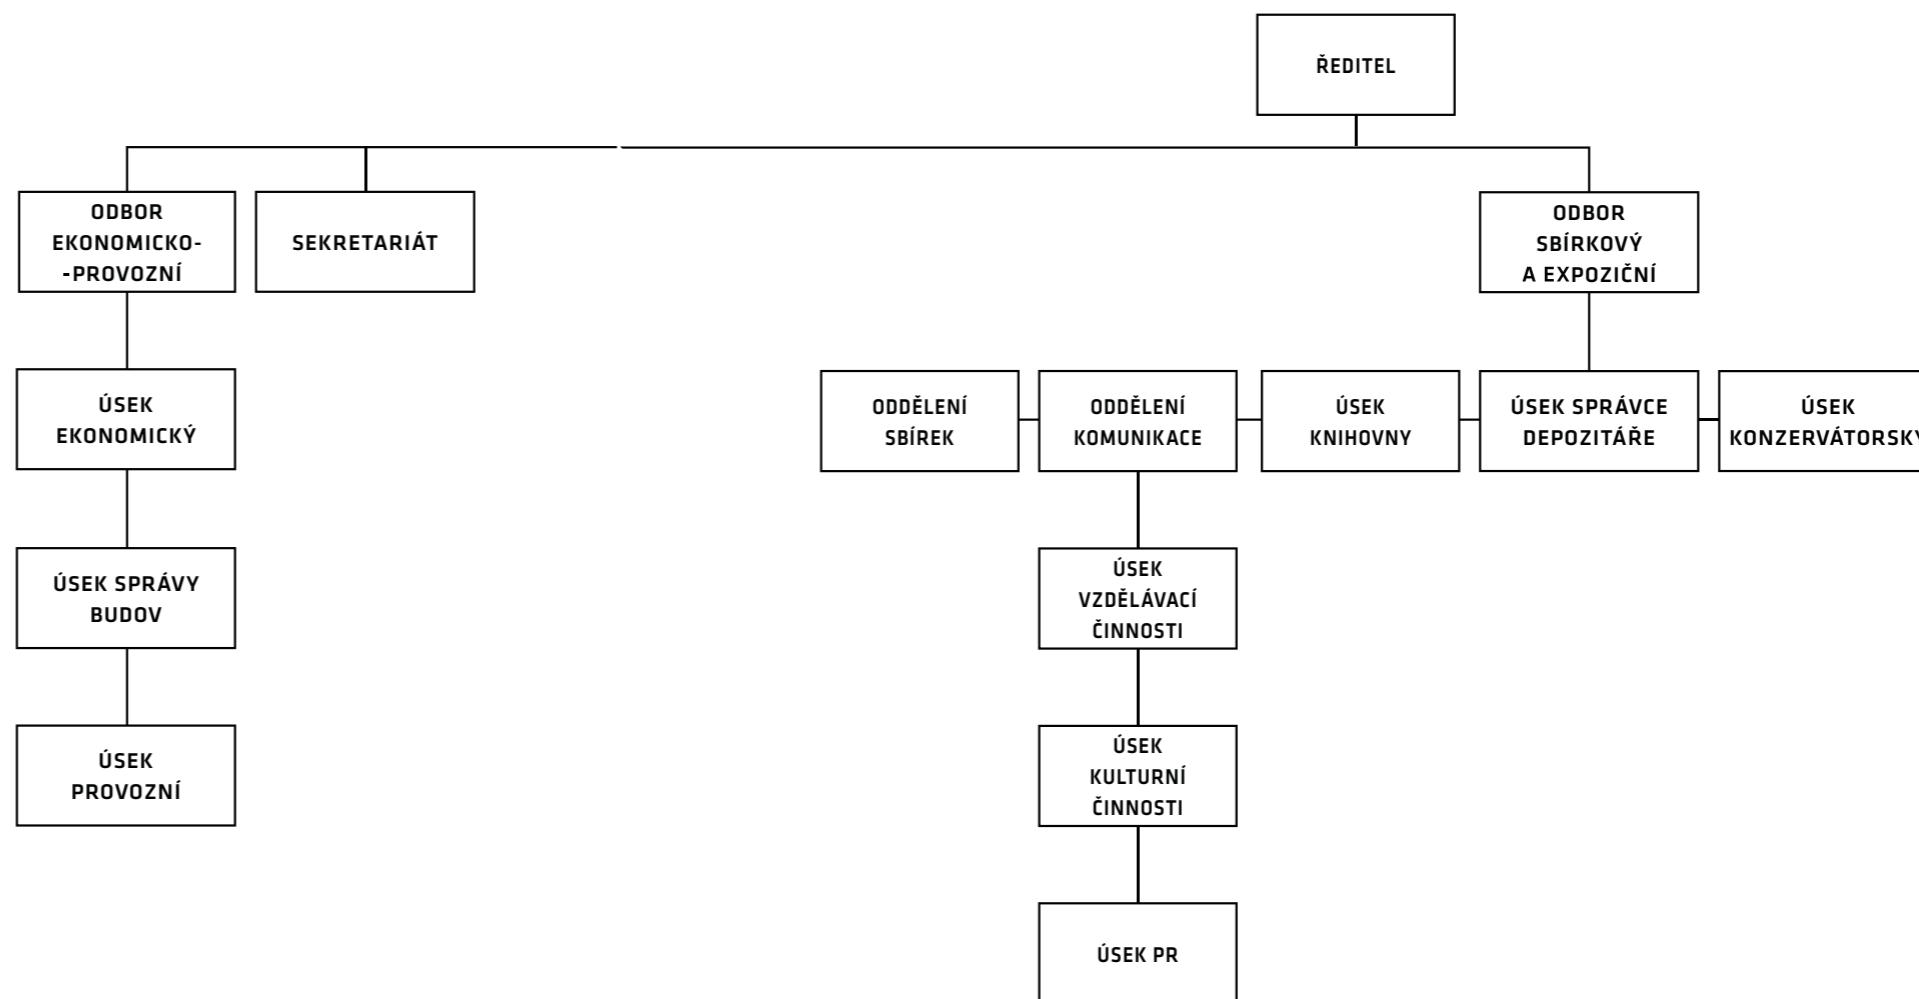 ŘEDITEL
ODBOR
EKONOMICKO-
-PROVOZNÍ
SEKRETARIÁT
ODBOR
SBÍRKOVÝ
A EXPOZIČNÍ
ÚSEK
EKONOMICKÝ
ODDĚLENÍ
SBÍREK
ODDĚLENÍ
KOMUNIKACE
ÚSEK
KNIHOVNY
ÚSEK SPRÁVCE
DEPOZITÁŘE
ÚSEK
KONZERVÁTORSKÝ
ÚSEK SPRÁVY
BUDOV
ÚSEK
VZDĚLÁVACÍ
ČINNOSTI
ÚSEK
PROVOZNÍ
ÚSEK
KULTURNÍ
ČINNOSTI
ÚSEK PR